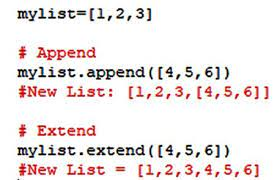 mylist=[1,2,3]
# Append
mylist.append([4,5,6])
#New List: [1,2,3,[4,5,6]]
# Extend
mylist.extend([4,5,6])
#New List = [1,2,3,4,5,6]